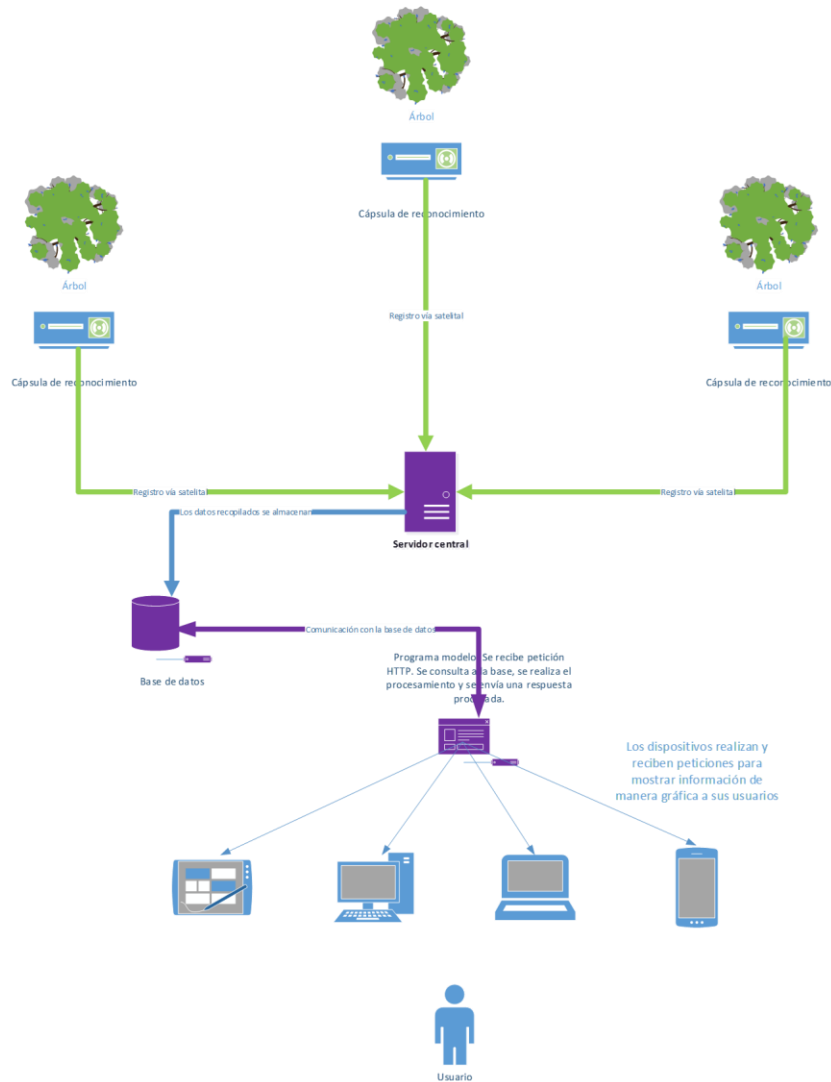 Árbol
Cápsula de reconocimiento
Árbol
Árbol
Registro vía satelital
Cápsula de reconocimiento
Cápsula de reconocimiento
Registro vía satelital
Registro vía satelital
Los datos recopilados se almacenan
Servidor central
Comunicación con la base de datos
Programa modelo. Se recibe petición
HTTP. Se consulta a la base, se realiza el
procesamiento y se envía una respuesta
procesada.
Base de datos
Los dispositivos realizan y
reciben peticiones para
mostrar información de
manera gráfica a sus usuarios
Usuario